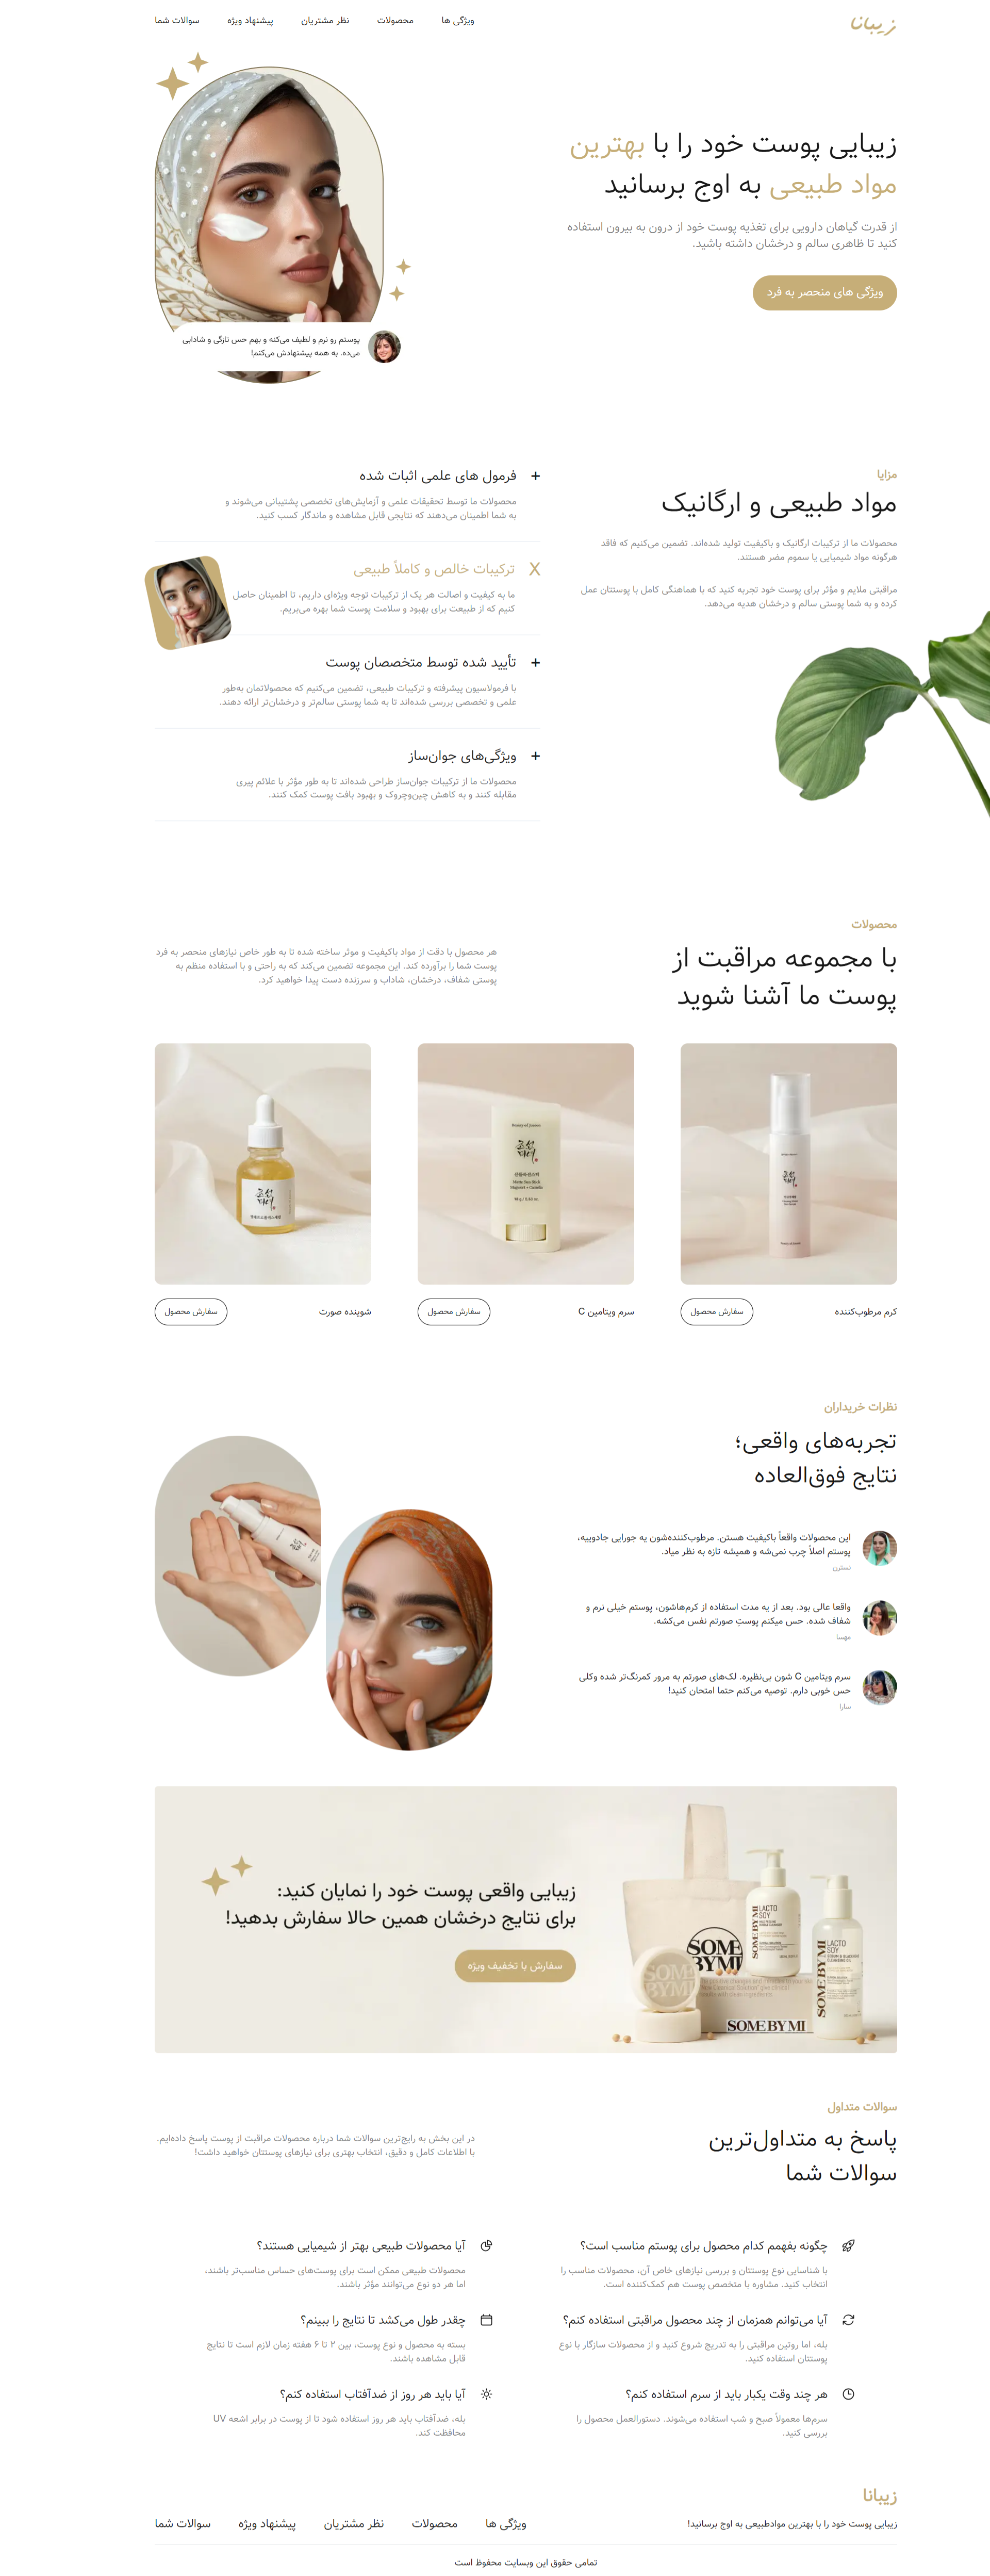 زیبانا
ویژگی ها
محصولات
نظر مشتریان
پیشنهاد ویژه
سوالات شما
زیبایی پوست خود را با بهترین
مواد طبیعی به اوج برسانید
از قدرت گیاهان دارویی برای تغذیه پوست خود از درون به بیرون استفاده
کنید تا ظاهری سالم و درخشان داشته باشید.
ویژگی های منحصر به فرد
پوستم رو نرم و لطیف می‌کنه و بهم حس تازگی و شادابی
می‌ده. به همه پیشنهادش می‌کنم!
مزایا
مواد طبیعی و ارگانیک
محصولات ما از ترکیبات ارگانیک و باکیفیت تولید شده‌اند. تضمین می‌کنیم که فاقد
هرگونه مواد شیمیایی یا سموم مضر هستند.
مراقبتی ملایم و مؤثر برای پوست خود تجربه کنید که با هماهنگی کامل با پوستتان عمل
کرده و به شما پوستی سالم و درخشان هدیه می‌دهد.
+ فرمول های علمی اثبات شده
محصولات ما توسط تحقیقات علمی و آزمایش‌های تخصصی پشتیبانی می‌شوند و
به شما اطمینان می‌دهند که نتایجی قابل مشاهده و ماندگار کسب کنید.
X ترکیبات خالص و کاملاً طبیعی
ما به کیفیت و اصالت هر یک از ترکیبات توجه ویژه‌ای داریم، تا اطمینان حاصل
کنیم که از طبیعت برای بهبود و سلامت پوست شما بهره می‌بریم.
+ تأیید شده توسط متخصصان پوست
با فرمولاسیون پیشرفته و ترکیبات طبیعی، تضمین می‌کنیم که محصولاتمان به‌طور
علمی و تخصصی بررسی شده‌اند تا به شما پوستی سالم‌تر و درخشان‌تر ارائه دهند.
+ ویژگی‌های جوان‌ساز
محصولات ما از ترکیبات جوان‌ساز طراحی شده‌اند تا به طور مؤثر با علائم پیری
مقابله کنند و به کاهش چین‌وچروک و بهبود بافت پوست کمک کنند.
محصولات
با مجموعه مراقبت از
پوست ما آشنا شوید
هر محصول با دقت از مواد باکیفیت و موثر ساخته شده تا به طور خاص نیازهای منحصر به فرد
پوست شما را برآورده کند. این مجموعه تضمین می‌کند که به راحتی و با استفاده منظم به
پوستی شفاف، درخشان، شاداب و سرزنده دست پیدا خواهید کرد.
조선
미녀
Beauty of Joseon
조선
미녀
조선
미녀
کرم مرطوب‌کننده
سفارش محصول
سرم ویتامین C
سفارش محصول
شوینده صورت
سفارش محصول
نظرات خریداران
تجربه‌های واقعی؛
نتایج فوق‌العاده
این محصولات واقعاً باکیفیت هستن. مرطوب‌کننده‌شون یه جورایی جادوییه،
پوستم اصلاً چرب نمی‌شه و همیشه تازه به نظر میاد.
نسترن
واقعا عالی بود. بعد از یه مدت استفاده از کرم‌هاشون، پوستم خیلی نرم و
شفاف شده. حس میکنم پوستِ صورتم نفس می‌کشه.
مهسا
سرم ویتامین C شون بی‌نظیره. لک‌های صورتم به مرور کمرنگ‌تر شده وکلی
حس خوبی دارم. توصیه می‌کنم حتما امتحان کنید!
سارا
زیبایی واقعی پوست خود را نمایان کنید:
برای نتایج درخشان همین حالا سفارش بدهید!
سفارش با تخفیف ویژه
SOME
BYMI
SOME
BYMI
SOME BY MI
LACTO
SOY
SOME BY MI
LACTO
SOY
SOME BY MI
سوالات متداول
پاسخ به متداول‌ترین
سوالات شما
در این بخش به رایج‌ترین سوالات شما درباره محصولات مراقبت از پوست پاسخ داده‌ایم.
با اطلاعات کامل و دقیق، انتخاب بهتری برای نیازهای پوستتان خواهید داشت!
چگونه بفهمم کدام محصول برای پوستم مناسب است؟
با شناسایی نوع پوستتان و بررسی نیازهای خاص آن، محصولات مناسب را
انتخاب کنید. مشاوره با متخصص پوست هم کمک‌کننده است.
آیا محصولات طبیعی بهتر از شیمیایی هستند؟
محصولات طبیعی ممکن است برای پوست‌های حساس مناسب‌تر باشند،
اما هر دو نوع می‌توانند مؤثر باشند.
آیا می‌توانم همزمان از چند محصول مراقبتی استفاده کنم؟
بله، اما روتین مراقبتی را به تدریج شروع کنید و از محصولات سازگار با نوع
پوستتان استفاده کنید.
چقدر طول می‌کشد تا نتایج را ببینم؟
بسته به محصول و نوع پوست، بین ۲ تا ۶ هفته زمان لازم است تا نتایج
قابل مشاهده باشند.
هر چند وقت یکبار باید از سرم استفاده کنم؟
سرم‌ها معمولاً صبح و شب استفاده می‌شوند. دستورالعمل محصول را
بررسی کنید.
آیا باید هر روز از ضدآفتاب استفاده کنم؟
بله، ضدآفتاب باید هر روز استفاده شود تا از پوست در برابر اشعه UV
محافظت کند.
زیبانا
زیبایی پوست خود را با بهترین موادطبیعی به اوج برسانید!
ویژگی ها
محصولات
نظر مشتریان
پیشنهاد ویژه
سوالات شما
تمامی حقوق این وبسایت محفوظ است